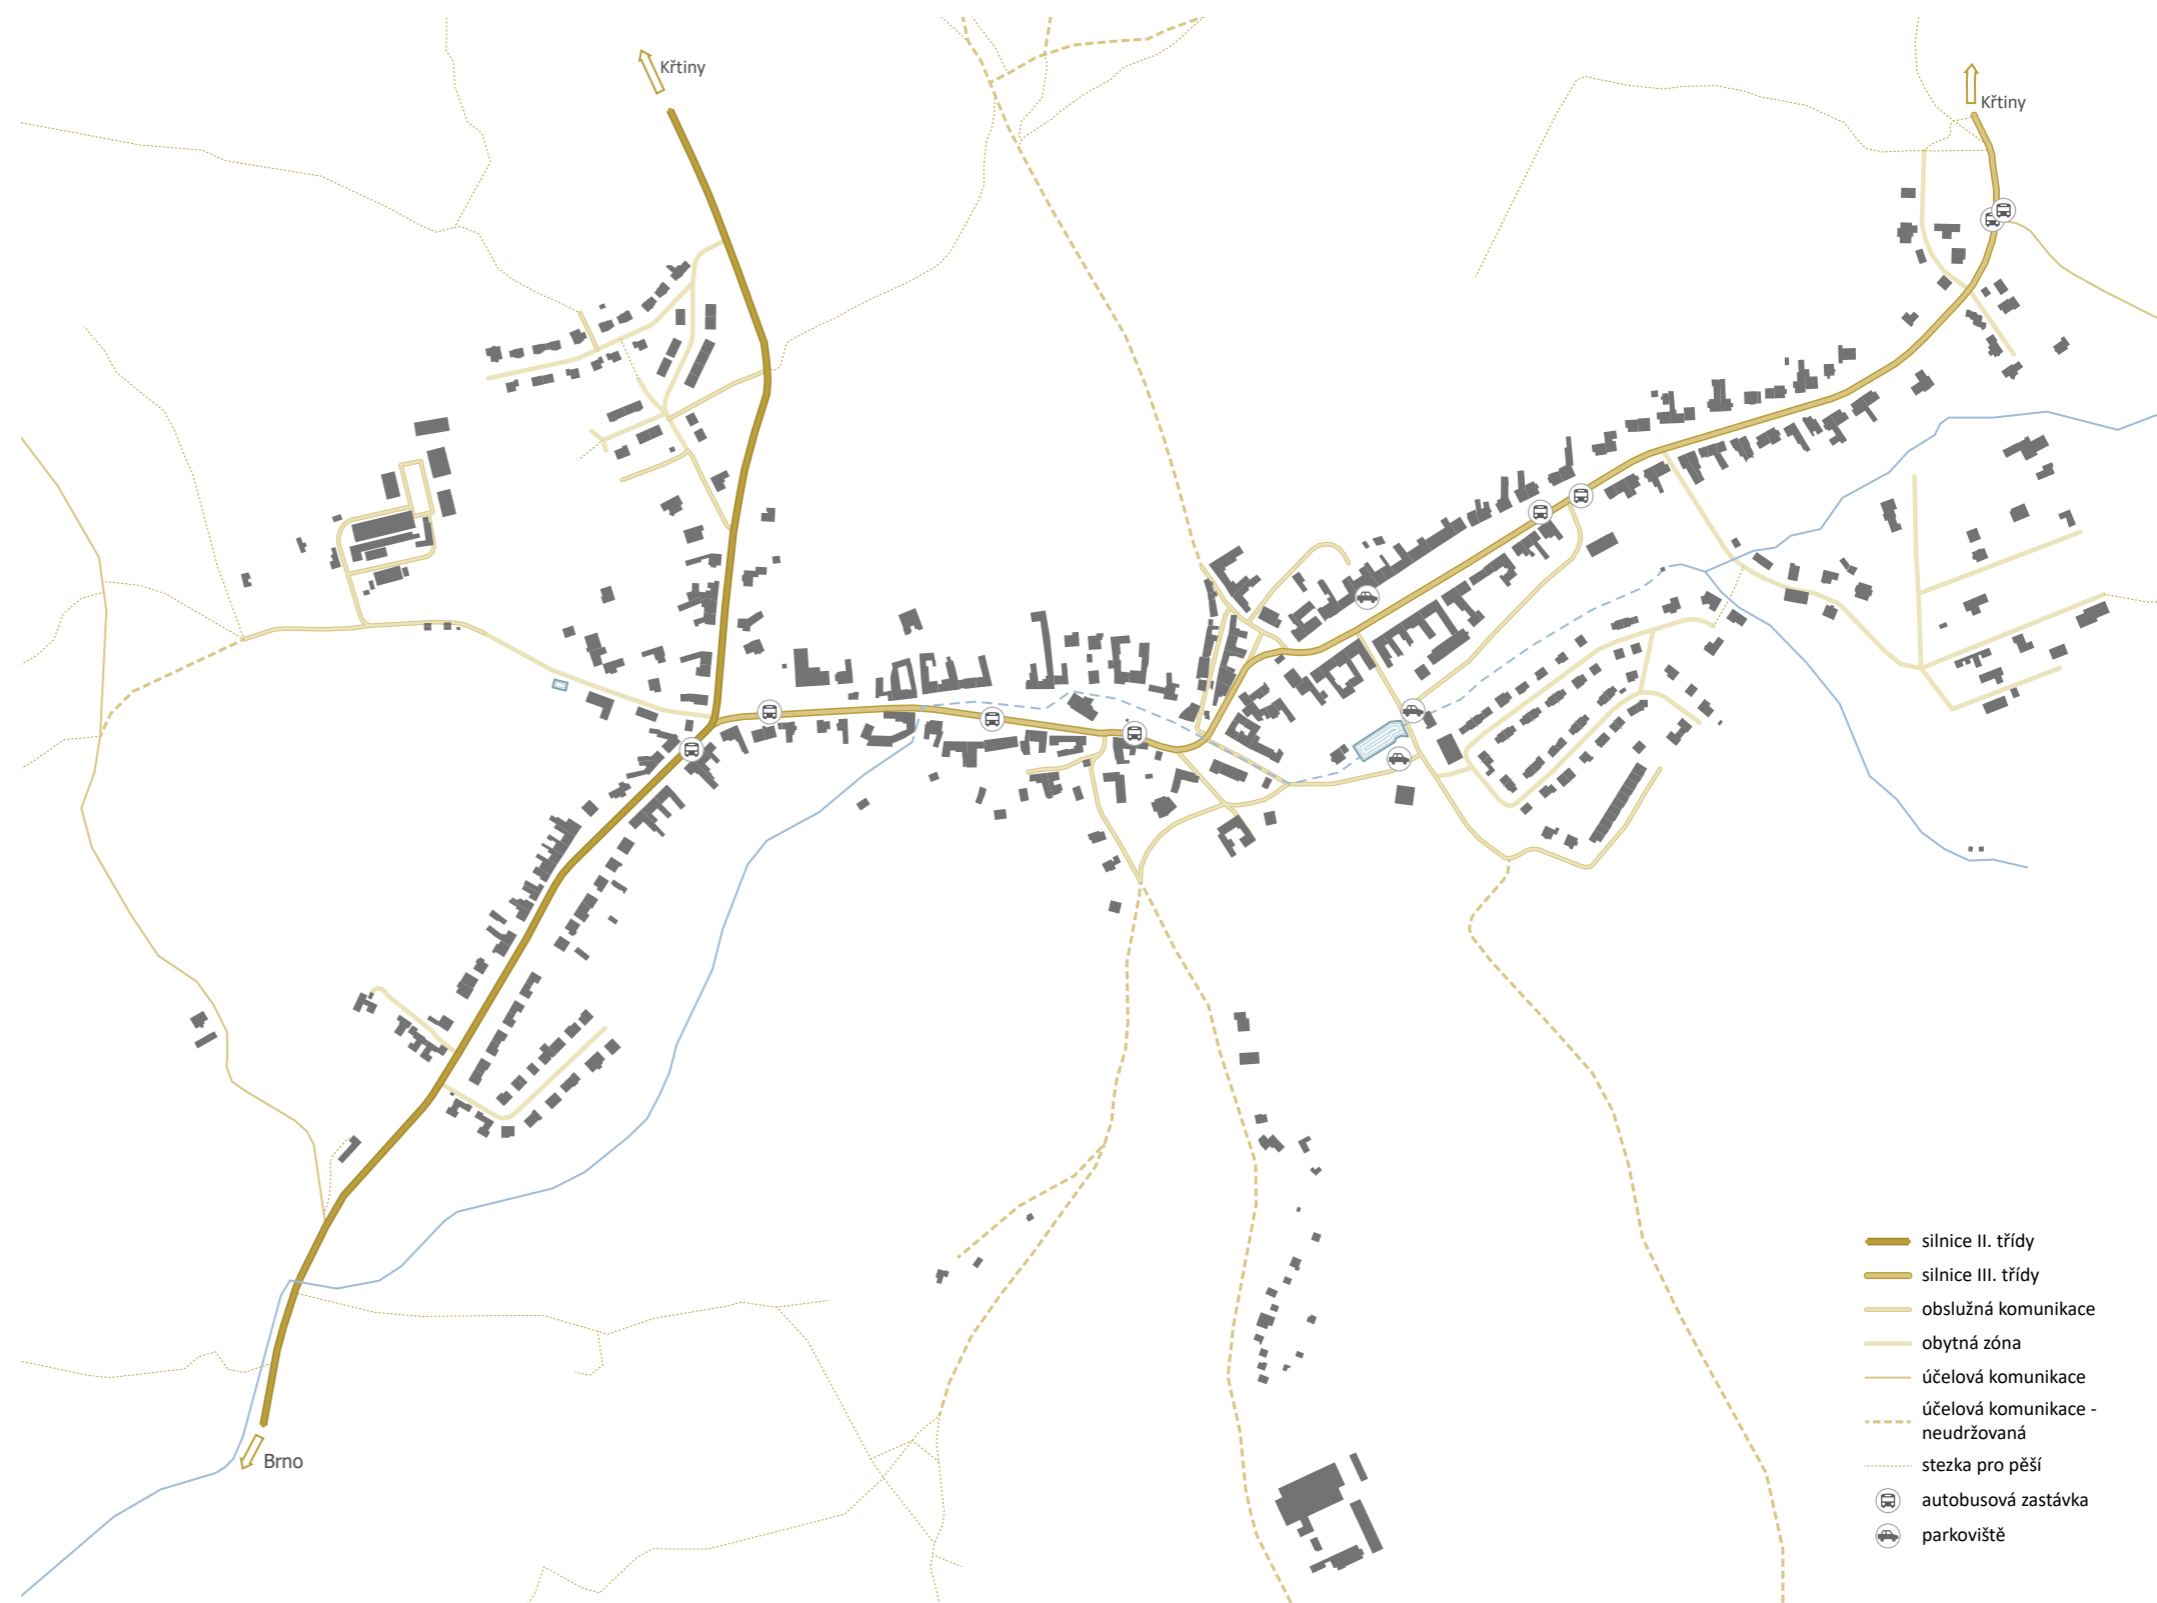 Křtiny
Křtiny
Brno
silnice II. třídy
silnice III. třídy
obslužná komunikace
obytná zóna
účelová komunikace
účelová komunikace -
neudržovaná
stezka pro pěší
autobusová zastávka
parkoviště